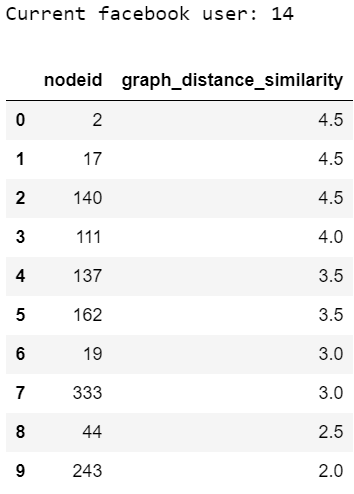 Current facebook user: 14
nodeid graph_distance_similarity
0 2 4.5
1 17 4.5
2 140 4.5
3 111 4.0
4 137 3.5
5 162 3.5
6 19 3.0
7 333 3.0
8 44 2.5
9 243 2.0